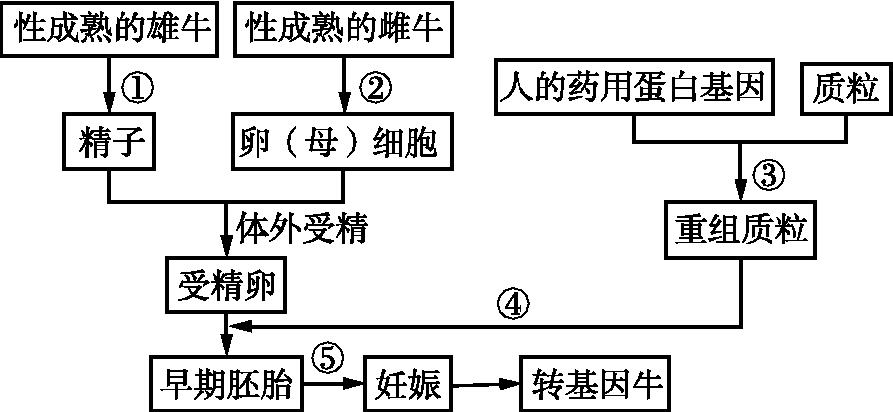 性成熟的雄牛
性成熟的雌牛
①
②
人的药用蛋白基因
质粒
精子
卵（母）细胞
③
体外受精
重组质粒
受精卵
④
早期胚胎
⑤
妊娠
转基因牛